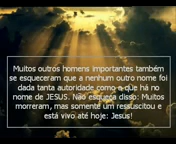 Muitos outros homens importantes também
se esqueceram que a nenhum outro nome foi
dada tanta autoridade como a que há no
nome de JESUS. Não esqueça disso: Muitos
morreram, mas somente um ressuscitou e
está vivo até hoje: Jesus!